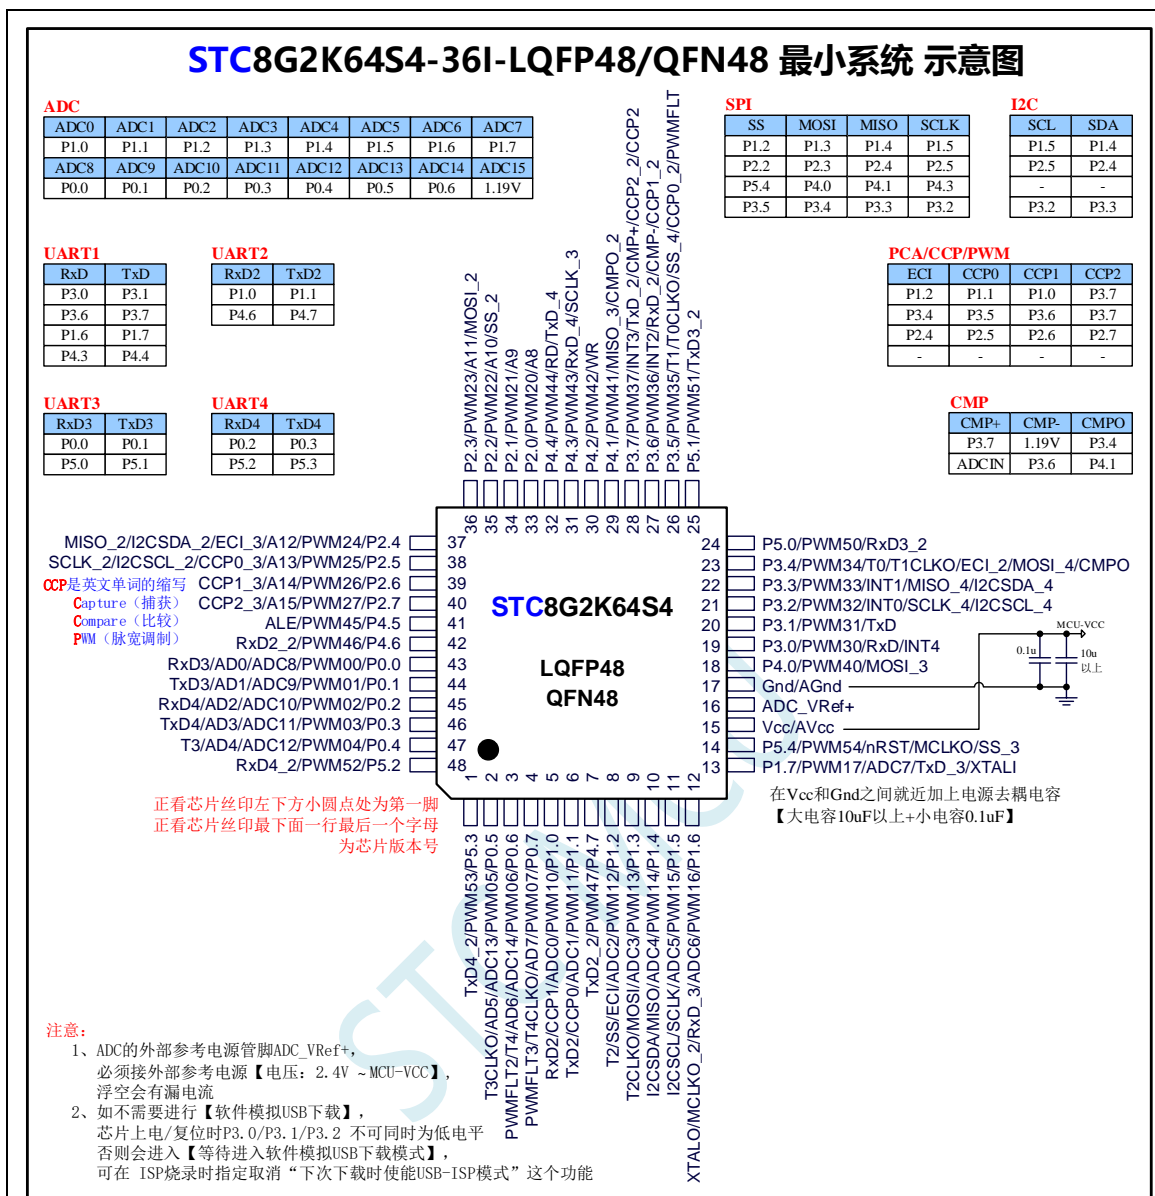 STC8G2K64S4-36I-LQFP48/QFN48 最小系统 示意图
ADC
ADC0 ADC1 ADC2 ADC3 ADC4 ADC5 ADC6 ADC7
P1.0 P1.1 P1.2 P1.3 P1.4 P1.5 P1.6 P1.7
ADC8 ADC9 ADC10 ADC11 ADC12 ADC13 ADC14 ADC15
P0.0 P0.1 P0.2 P0.3 P0.4 P0.5 P0.6 1.19V
SPI
SS MOSI MISO SCLK
P1.2 P1.3 P1.4 P1.5
P2.2 P2.3 P2.4 P2.5
P5.4 P4.0 P4.1 P4.3
P3.5 P3.4 P3.3 P3.2
I2C
SCL SDA
P1.5 P1.4
P2.5 P2.4
- -
P3.2 P3.3
UART1
RxD TxD
P3.0 P3.1
P3.6 P3.7
P1.6 P1.7
P4.3 P4.4
UART2
RxD2 TxD2
P1.0 P1.1
P4.6 P4.7
PCA/CCP/PWM
ECI CCP0 CCP1 CCP2
P1.2 P1.1 P1.0 P3.7
P3.4 P3.5 P3.6 P3.7
P2.4 P2.5 P2.6 P2.7
- - - -
UART3
RxD3 TxD3
P0.0 P0.1
P5.0 P5.1
UART4
RxD4 TxD4
P0.2 P0.3
P5.2 P5.3
CMP
CMP+ CMP- CMPO
P3.7 1.19V P3.4
ADCIN P3.6 P4.1
P2.3/PWM23/A11/MOSI_2
P2.2/PWM22/A10/SS_2
P2.1/PWM21/A9
P2.0/PWM20/A8
P4.4/PWM44/RD/TxD_4
P4.3/PWM43/RxD_4/SCLK_3
P4.2/PWM42/WR
P4.1/PWM41/MISO_3/CMPO_2
P3.7/PWM37/INT3/TxD_2/CMP+/CCP2_2/CCP2
P3.6/PWM36/INT2/RxD_2/CMP-/CCP1_2
P3.5/PWM35/T1/T0CLKO/SS_4/CCP0_2/PWMFLT
P5.1/PWM51/TxD3_2
36 35 34 33 32 31 30 29 28 27 26 25
MISO_2/I2CSDA_2/ECI_3/A12/PWM24/P2.4 37
SCLK_2/I2CSCL_2/CCP0_3/A13/PWM25/P2.5 38
CCP1_3/A14/PWM26/P2.6 39
CCP2_3/A15/PWM27/P2.7 40
ALE/PWM45/P4.5 41
RxD2_2/PWM46/P4.6 42
RxD3/AD0/ADC8/PWM00/P0.0 43
TxD3/AD1/ADC9/PWM01/P0.1 44
RxD4/AD2/ADC10/PWM02/P0.2 45
TxD4/AD3/ADC11/PWM03/P0.3 46
T3/AD4/ADC12/PWM04/P0.4 47
RxD4_2/PWM52/P5.2 48
CCP是英文单词的缩写
Capture（捕获）
Compare（比较）
PWM（脉宽调制）
STC8G2K64S4
LQFP48
QFN48
24 P5.0/PWM50/RxD3_2
23 P3.4/PWM34/T0/T1CLKO/ECI_2/MOSI_4/CMPO
22 P3.3/PWM33/INT1/MISO_4/I2CSDA_4
21 P3.2/PWM32/INT0/SCLK_4/I2CSCL_4
20 P3.1/PWM31/TxD
19 P3.0/PWM30/RxD/INT4
18 P4.0/PWM40/MOSI_3
17 Gnd/AGnd
16 ADC_VRef+
15 Vcc/AVcc
14 P5.4/PWM54/nRST/MCLKO/SS_3
13 P1.7/PWM17/ADC7/TxD_3/XTALI
MCU-VCC
0.1u
10u
以上
1 2 3 4 5 6 7 8 9 10 11 12
TxD4_2/PWM53/P5.3
T3CLKO/AD5/ADC13/PWM05/P0.5
PWMFLT2/T4/AD6/ADC14/PWM06/P0.6
PWMFLT3/T4CLKO/AD7/PWM07/P0.7
RxD2/CCP1/ADC0/PWM10/P1.0
TxD2/CCP0/ADC1/PWM11/P1.1
TxD2_2/PWM47/P4.7
T2/SS/ECI/ADC2/PWM12/P1.2
T2CLKO/MOSI/ADC3/PWM13/P1.3
I2CSDA/MISO/ADC4/PWM14/P1.4
I2CSCL/SCLK/ADC5/PWM15/P1.5
XTALO/MCLKO_2/RxD_3/ADC6/PWM16/P1.6
正看芯片丝印左下方小圆点处为第一脚
正看芯片丝印最下面一行最后一个字母
为芯片版本号
在Vcc和Gnd之间就近加上电源去耦电容
【大电容10uF以上+小电容0.1uF】
STCMCU
注意：
1、ADC的外部参考电源管脚ADC_VRef+，
必须接外部参考电源【电压：2.4V ~ MCU-VCC】，
浮空会有漏电流
2、如不需要进行【软件模拟USB下载】，
芯片上电/复位时P3.0/P3.1/P3.2 不可同时为低电平
否则会进入【等待进入软件模拟USB下载模式】，
可在 ISP烧录时指定取消“下次下载时使能USB-ISP模式”这个功能